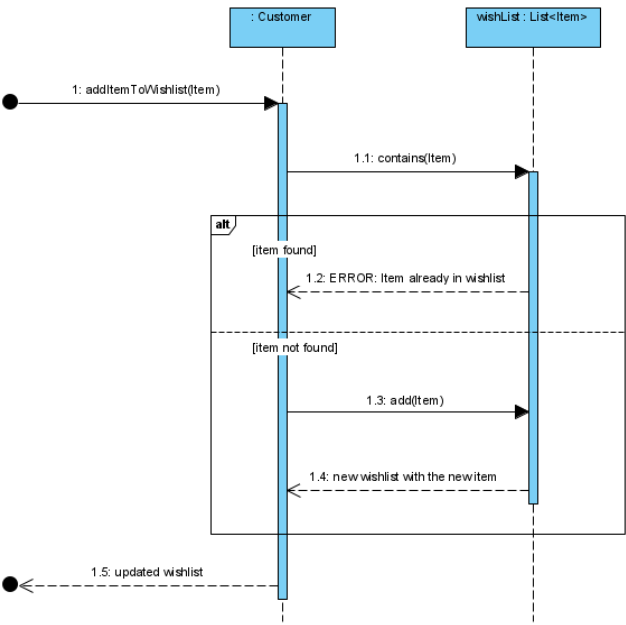 : Customer
wishList : List<Item>
1: addItemToWishlist(Item)
1.1: contains(Item)
alt
[item found]
1.2: ERROR: Item already in wishlist
[item not found]
1.3: add(Item)
1.4: new wishlist with the new item
1.5: updated wishlist